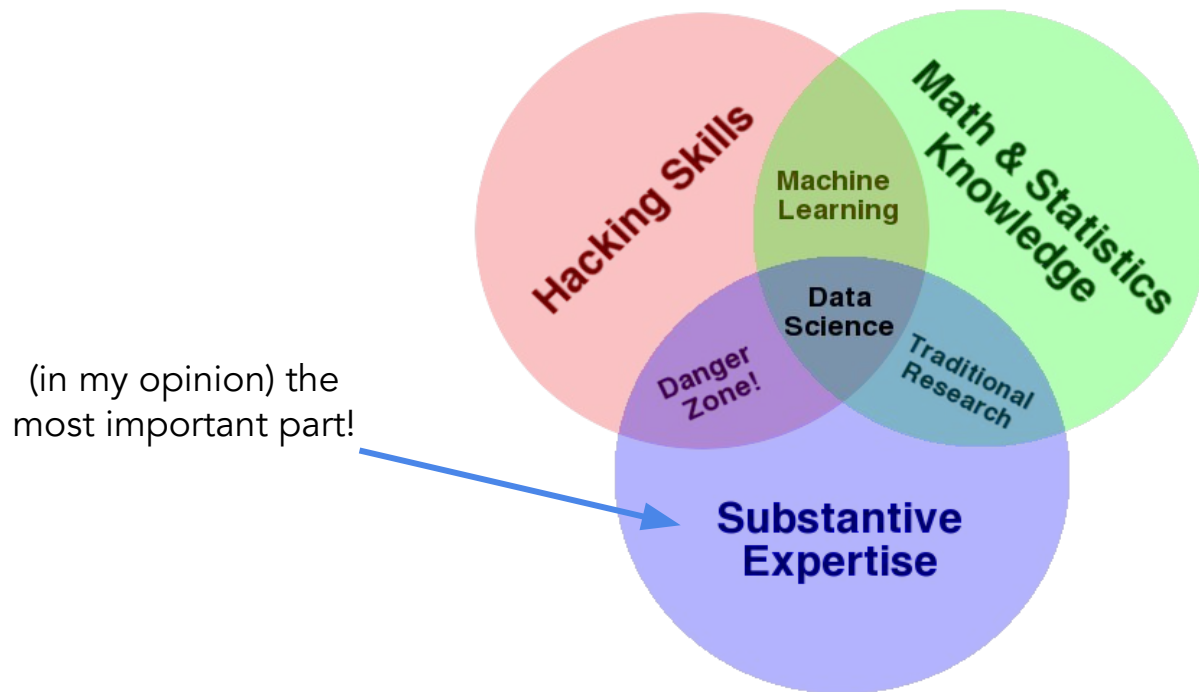 Hacking Skills
Math & Statistics
Knowledge
Machine
Learning
Data
Science
Danger
Zone!
Traditional
Research
(in my opinion) the
most important part!
Substantive
Expertise